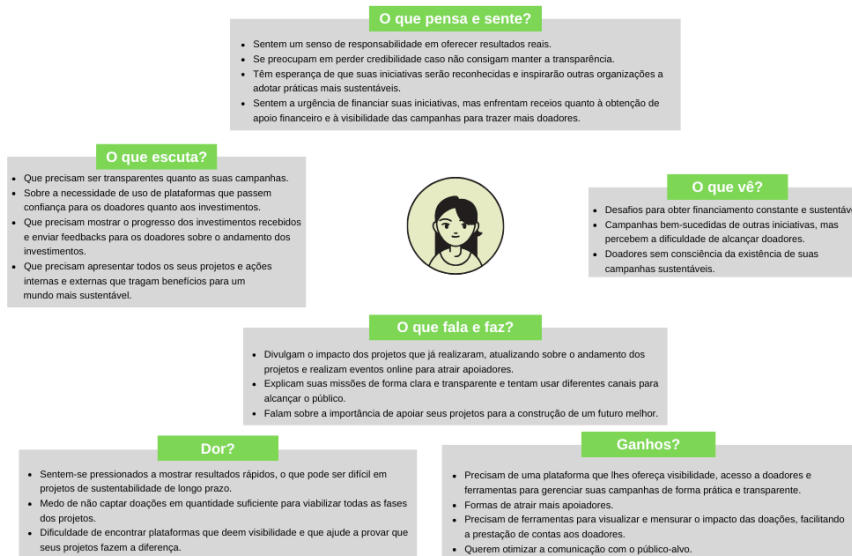 O que pensa e sente?
• Sentem um senso de responsabilidade em oferecer resultados reais.
• Se preocupam em perder credibilidade caso não consigam manter a transparência.
• Têm esperança de que suas iniciativas serão reconhecidas e inspirarão outras organizações a
adotar práticas mais sustentáveis.
• Sentem a urgência de financiar suas iniciativas, mas enfrentam receios quanto à obtenção de
apoio financeiro e à visibilidade das campanhas para trazer mais doadores.
O que escuta?
• Que precisam ser transparentes quanto as suas campanhas.
• Sobre a necessidade de uso de plataformas que passem
confiança para os doadores quanto aos investimentos.
• Que precisam mostrar o progresso dos investimentos recebidos
e enviar feedbacks para os doadores sobre o andamento dos
investimentos.
• Que precisam apresentar todos os seus projetos e ações
internas e externas que tragam benefícios para um
mundo mais sustentável.
O que vê?
• Desafios para obter financiamento constante e sustentáv
• Campanhas bem-sucedidas de outras iniciativas, mas
percebem a dificuldade de alcançar doadores.
• Doadores sem consciência da existência de suas
campanhas sustentáveis.
O que fala e faz?
• Divulgam o impacto dos projetos que já realizaram, atualizando sobre o andamento dos
projetos e realizam eventos online para atrair apoiadores.
• Explicam suas missões de forma clara e transparente e tentam usar diferentes canais para
alcançar o público.
• Falam sobre a importância de apoiar seus projetos para a construção de um futuro melhor.
Dor?
• Sentem-se pressionados a mostrar resultados rápidos, o que pode ser difícil em
projetos de sustentabilidade de longo prazo.
• Medo de não captar doações em quantidade suficiente para viabilizar todas as fases
dos projetos.
• Dificuldade de encontrar plataformas que deem visibilidade e que ajude a provar que
seus projetos fazem a diferença.
Ganhos?
• Precisam de uma plataforma que lhes ofereça visibilidade, acesso a doadores e
ferramentas para gerenciar suas campanhas de forma prática e transparente.
• Formas de atrair mais apoiadores.
• Precisam de ferramentas para visualizar e mensurar o impacto das doações, facilitando
a prestação de contas aos doadores.
• Querem otimizar a comunicação com o público-alvo.